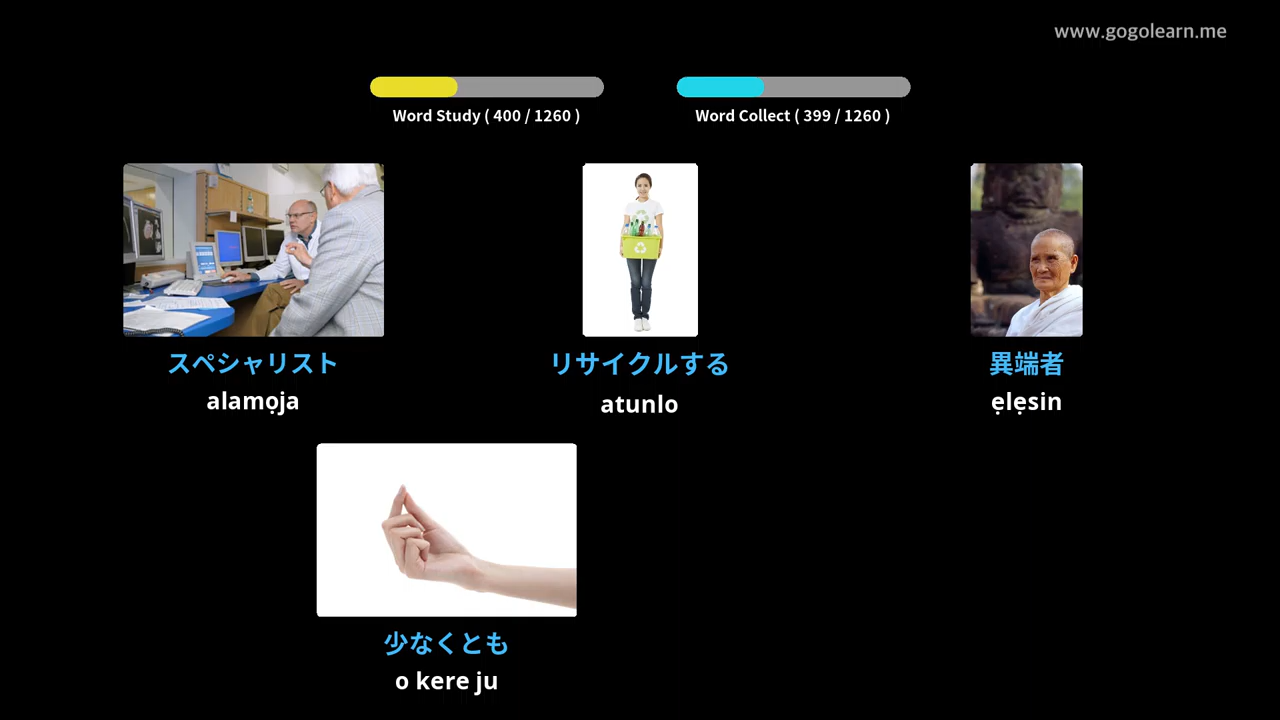 www.gogolearn.me
Word Study ( 400 / 1260 )
Word Collect ( 399 / 1260 )
スペシャリスト
alamọja
リサイクルする
atunlo
異端者
ẹlẹsin
少なくとも
o kere ju